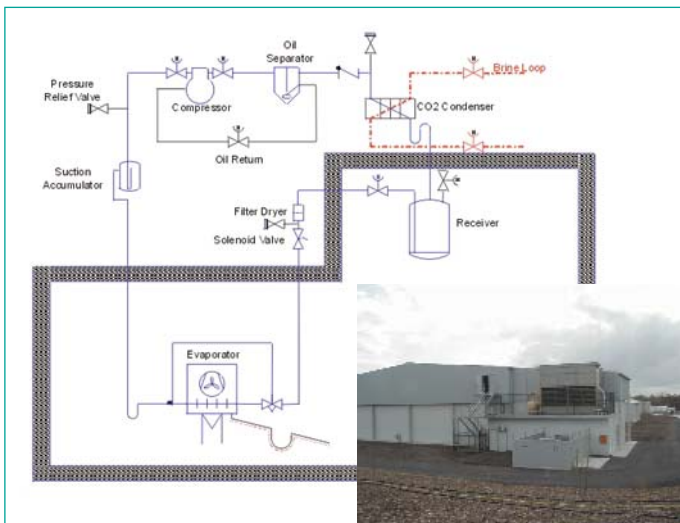 Oil
Separator
Brine Loop
Pressure
Relief Valve
Compressor
CO2 Condenser
Oil Return
Suction
Accumulator
Filter Dryer
Solenoid Valve
Receiver
Evaporator